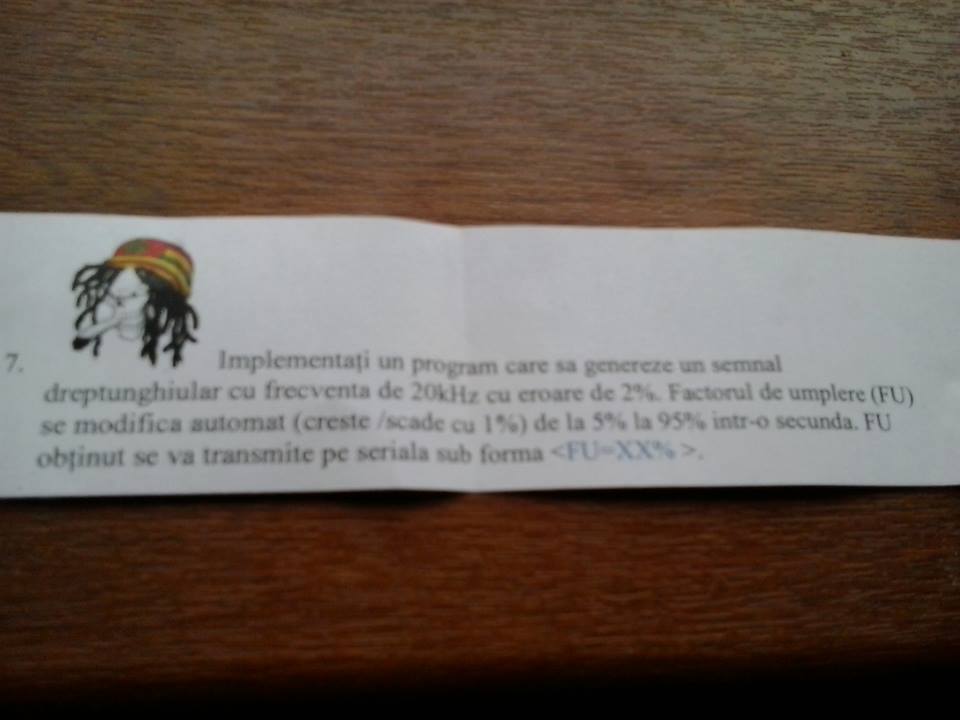 7. Implementați un program care sa genereze un semnal
dreptunghiular cu frecventa de 20kHz cu eroare de 2%. Factorul de umplere (FU)
se modifica automat (creste /scade cu 1%) de la 5% la 95% intr-o secunda. FU
obținut se va transmite pe seriala sub forma <FU=XX% >.